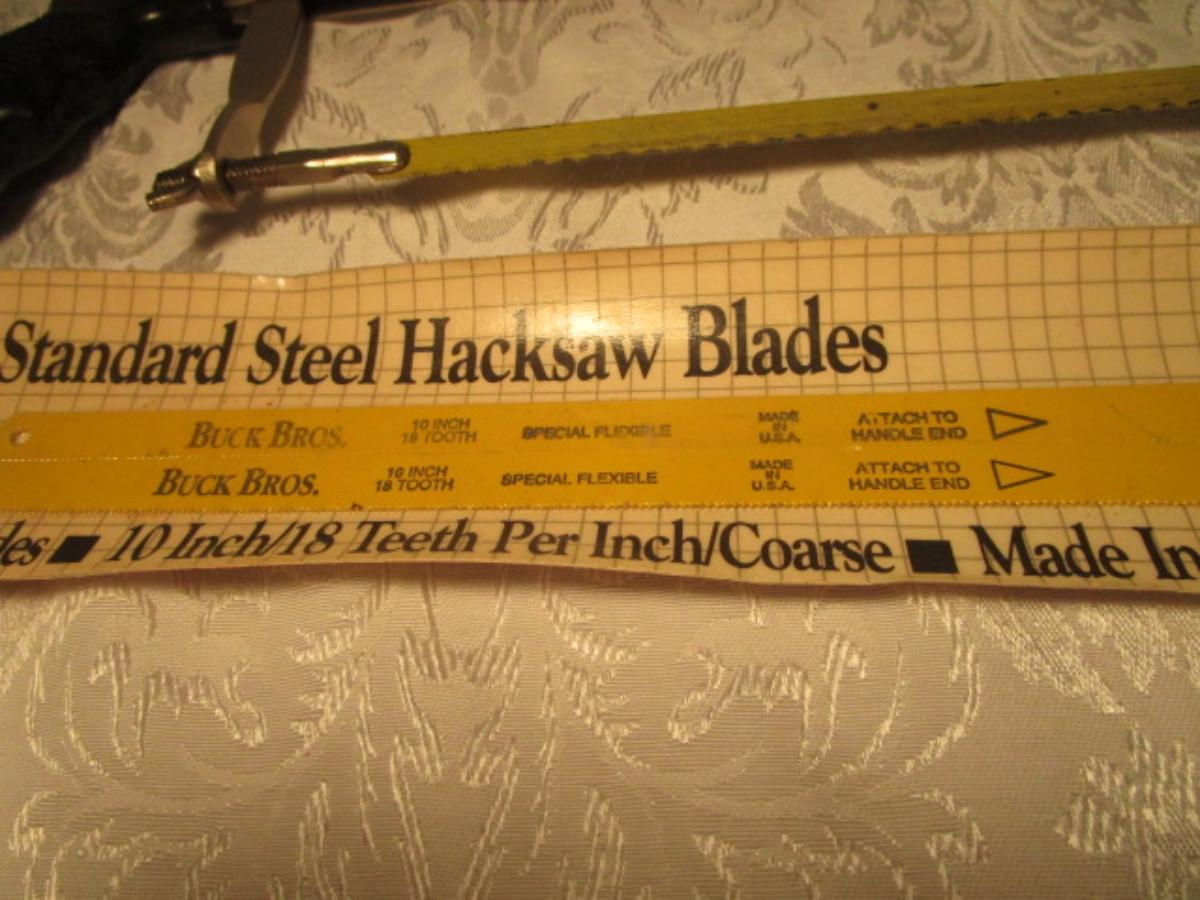 Standard Steel Hacksaw Blades
BUCK BROS. 10 INCH 18 TOOTH SPECIAL FLEXIBLE MADE IN U.S.A. ATTACH TO HANDLE END
BUCK BROS. 10 INCH 18 TOOTH SPECIAL FLEXIBLE MADE IN U.S.A. ATTACH TO HANDLE END
des ■ 10 Inch/18 Teeth Per Inch/Coarse ■ Made In